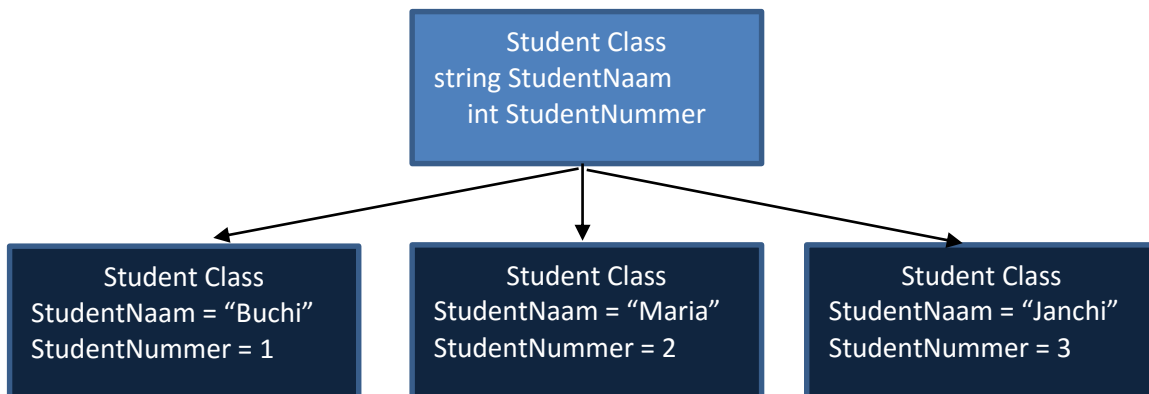 Student Class
string StudentNaam
int StudentNummer
Student Class
StudentNaam = “Buchi”
StudentNummer = 1
Student Class
StudentNaam = “Maria”
StudentNummer = 2
Student Class
StudentNaam = “Janchi”
StudentNummer = 3